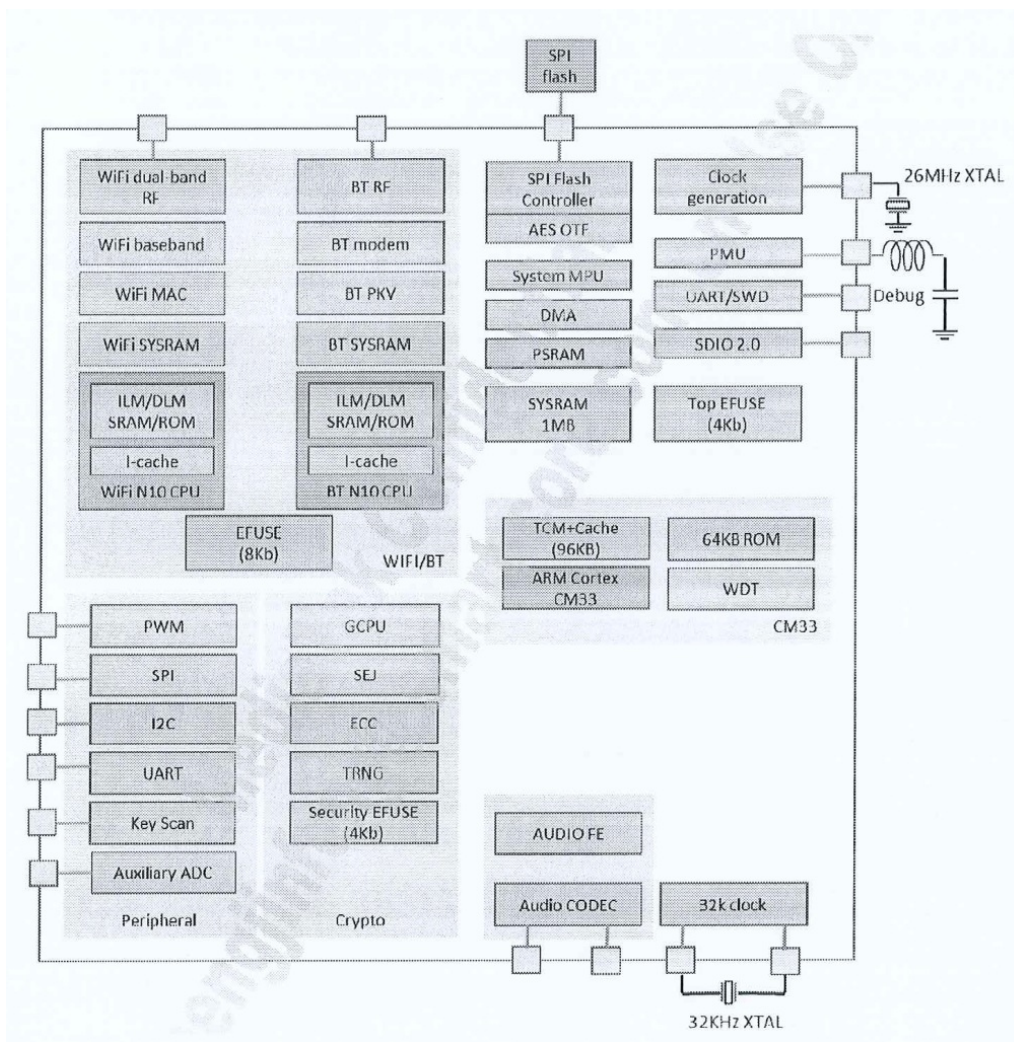 SPI
flash
WiFi dual-band
RF
BT RF
SPI Flash
Controller
AES OTF
Clock
generation
26MHz XTAL
WiFi baseband
BT modem
System MPU
PMU
WiFi MAC
BT PKV
DMA
UART/SWD
Debug
WiFi SYSRAM
BT SYSRAM
PSRAM
SDIO 2.0
ILM/DLM
SRAM/ROM
I-cache
WiFi N10 CPU
ILM/DLM
SRAM/ROM
I-cache
BT N10 CPU
SYSRAM
1MB
Top EFUSE
(4Kb)
EFUSE
(8Kb)
WIFI/BT
TCM+Cache
(96KB)
64KB ROM
ARM Cortex
CM33
WDT
CM33
PWM
SPI
I2C
UART
Key Scan
Auxiliary ADC
Peripheral
GCPU
SEJ
ECC
TRNG
Security EFUSE
(4Kb)
Crypto
AUDIO FE
Audio CODEC
32k clock
32KHz XTAL